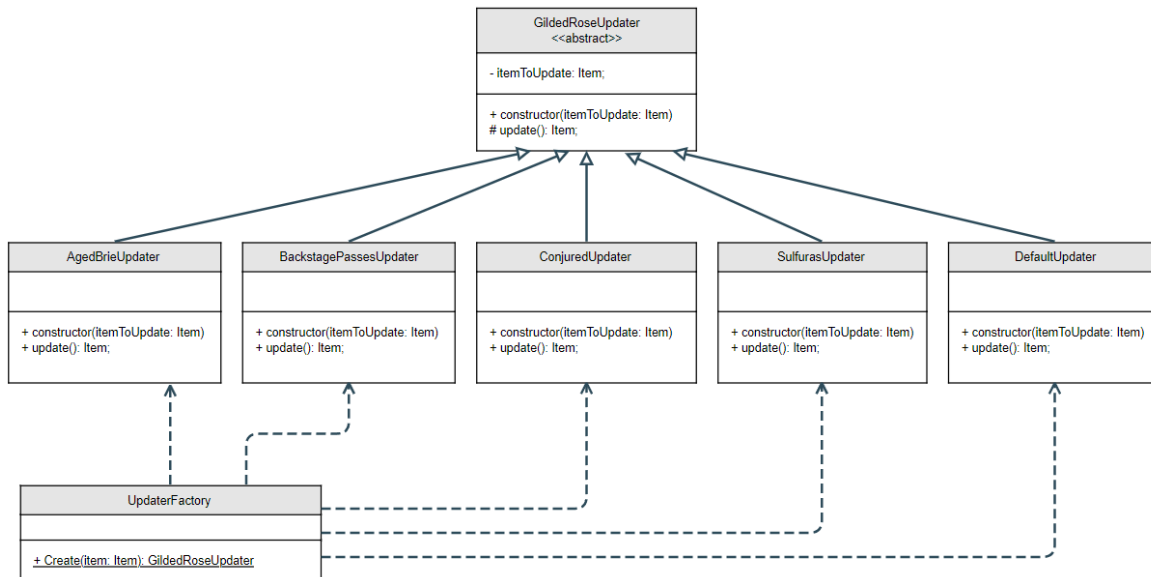 GildedRoseUpdater
<<abstract>>
- itemToUpdate: Item;
+ constructor(itemToUpdate: Item)
# update(): Item;
AgedBrieUpdater
+ constructor(itemToUpdate: Item)
+ update(): Item;
BackstagePassesUpdater
+ constructor(itemToUpdate: Item)
+ update(): Item;
ConjuredUpdater
+ constructor(itemToUpdate: Item)
+ update(): Item;
SulfurasUpdater
+ constructor(itemToUpdate: Item)
+ update(): Item;
DefaultUpdater
+ constructor(itemToUpdate: Item)
+ update(): Item;
UpdaterFactory
+ Create(item: Item): GildedRoseUpdater